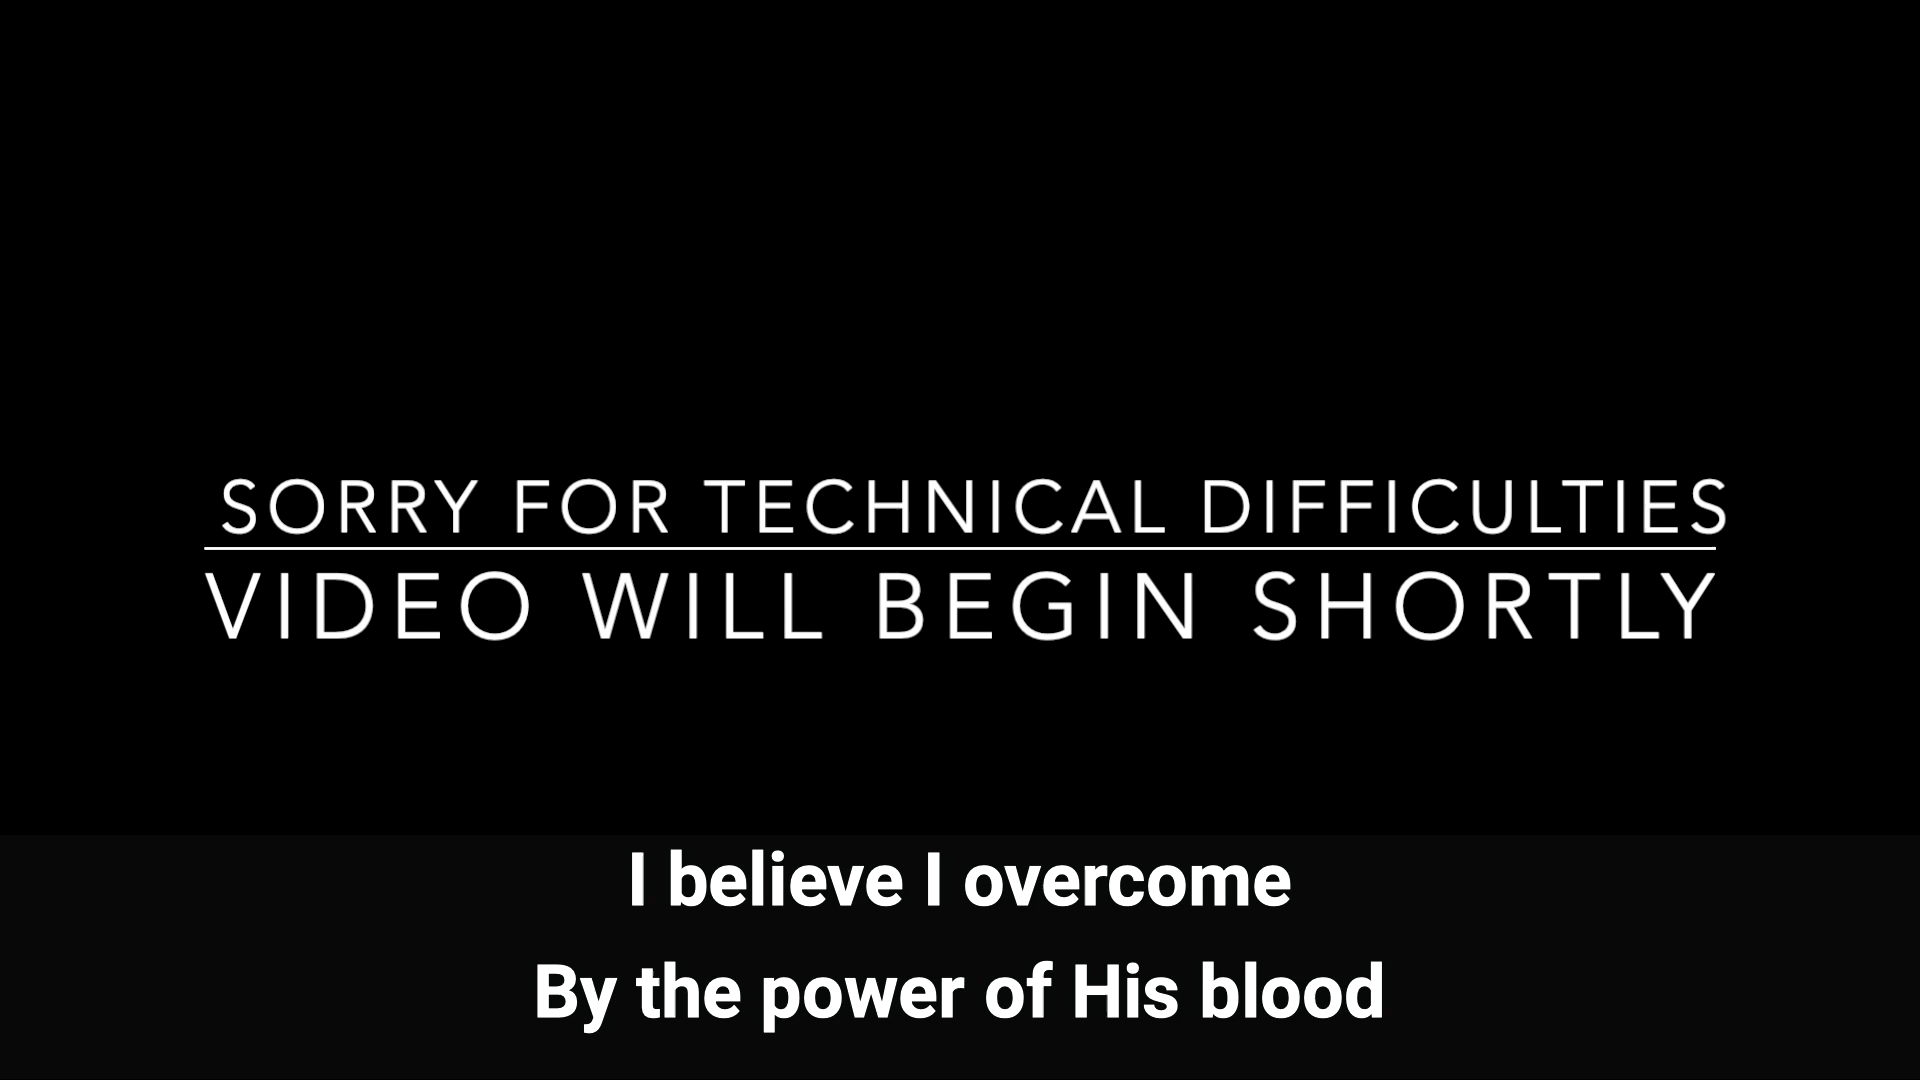 SORRY FOR TECHNICAL DIFFICULTIES
VIDEO WILL BEGIN SHORTLY
I believe I overcome
By the power of His blood